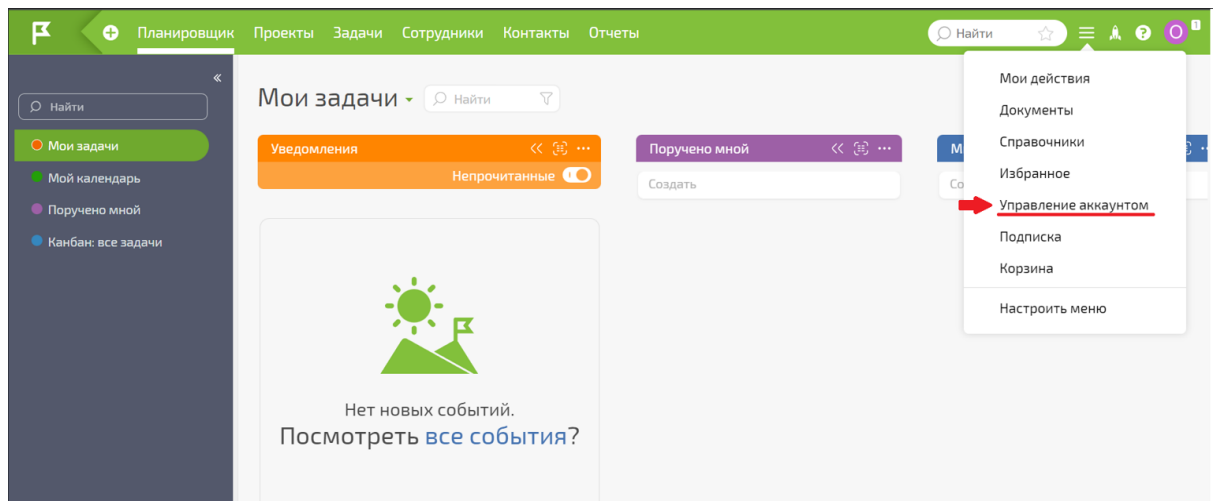 Планировщик Проекты Задачи Сотрудники Контакты Отчеты Найти О 1
Найти
Мои задачи
Мой календарь
Поручено мной
Канбан: все задачи
Мои задачи Найти
Уведомления
Непрочитанные
Поручено мной
Создать
Нет новых событий.
Посмотреть все события?
Мои действия
Документы
Справочники
Избранное
Управление аккаунтом
Подписка
Корзина
Настроить меню